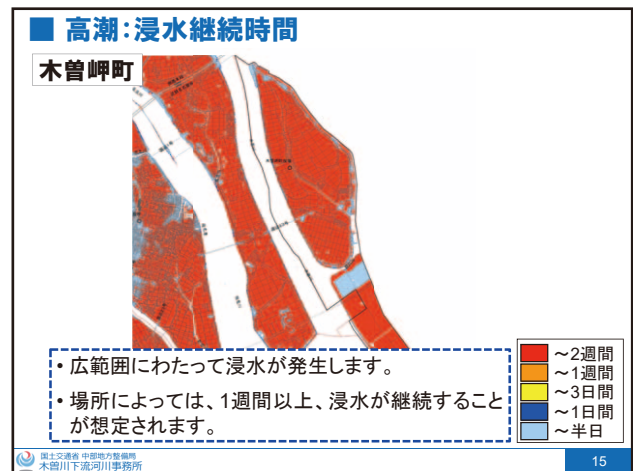 ■ 高潮:浸水継続時間
木曽岬町
・広範囲にわたって浸水が発生します。
・場所によっては、1週間以上、浸水が継続すること
が想定されます。
~2週間
~1週間
~3日間
~1日間
~半日
国土交通省 中部地方整備局
木曽川下流河川事務所
15